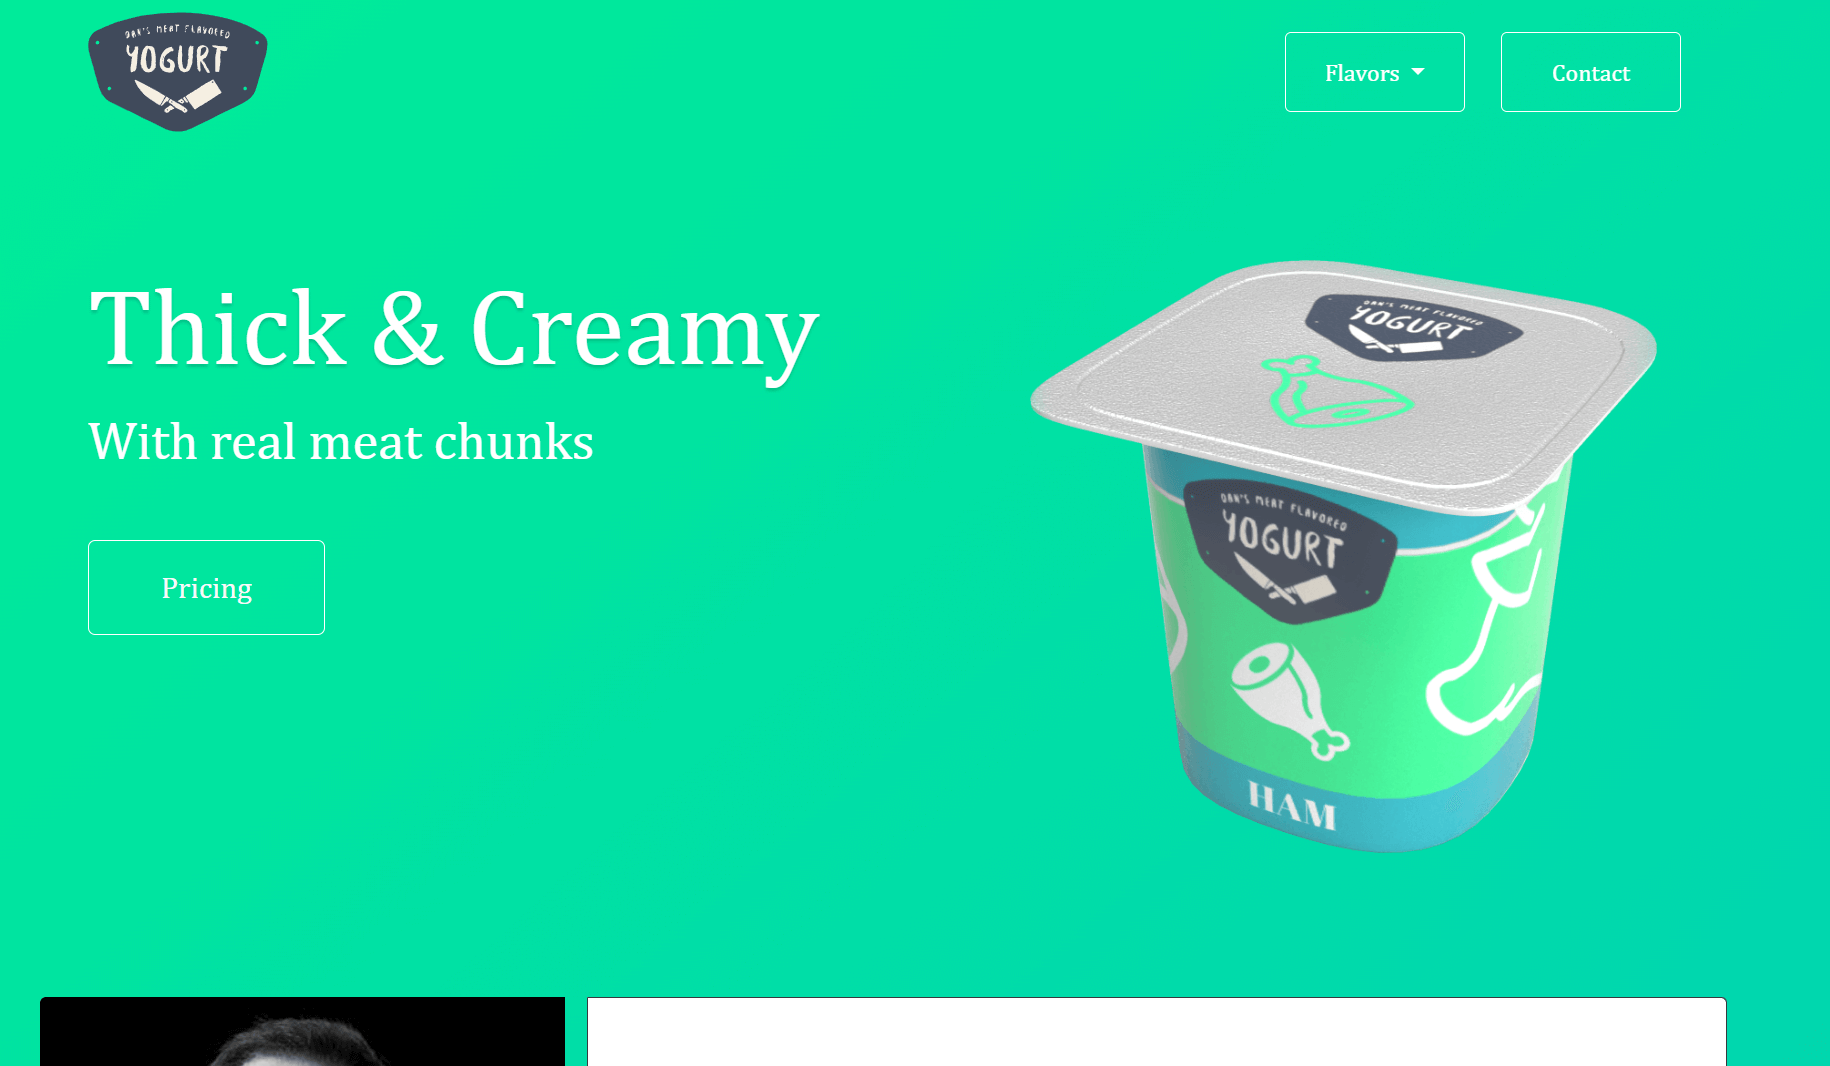 DAN'S MEAT FLAVORED
YOGURT
Flavors
Contact
Thick & Creamy
With real meat chunks
Pricing
DAN'S MEAT FLAVORED
YOGURT
DAN'S MEAT FLAVORED
YOGURT
HAM